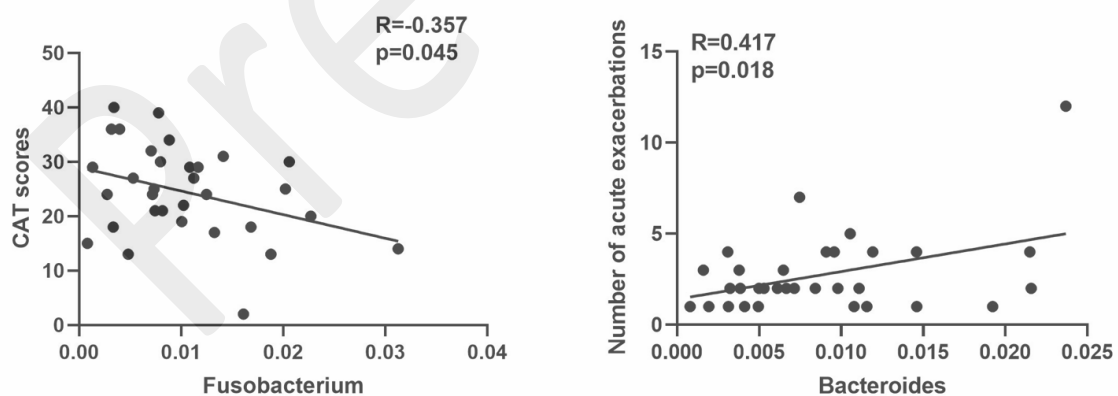 R=-0.357
p=0.045
50
40
30
20
10
0
CAT scores
0.00 0.01 0.02 0.03 0.04
Fusobacterium
R=0.417
p=0.018
15
10
5
0
Number of acute exacerbations
0.000 0.005 0.010 0.015 0.020 0.025
Bacteroides
Pre